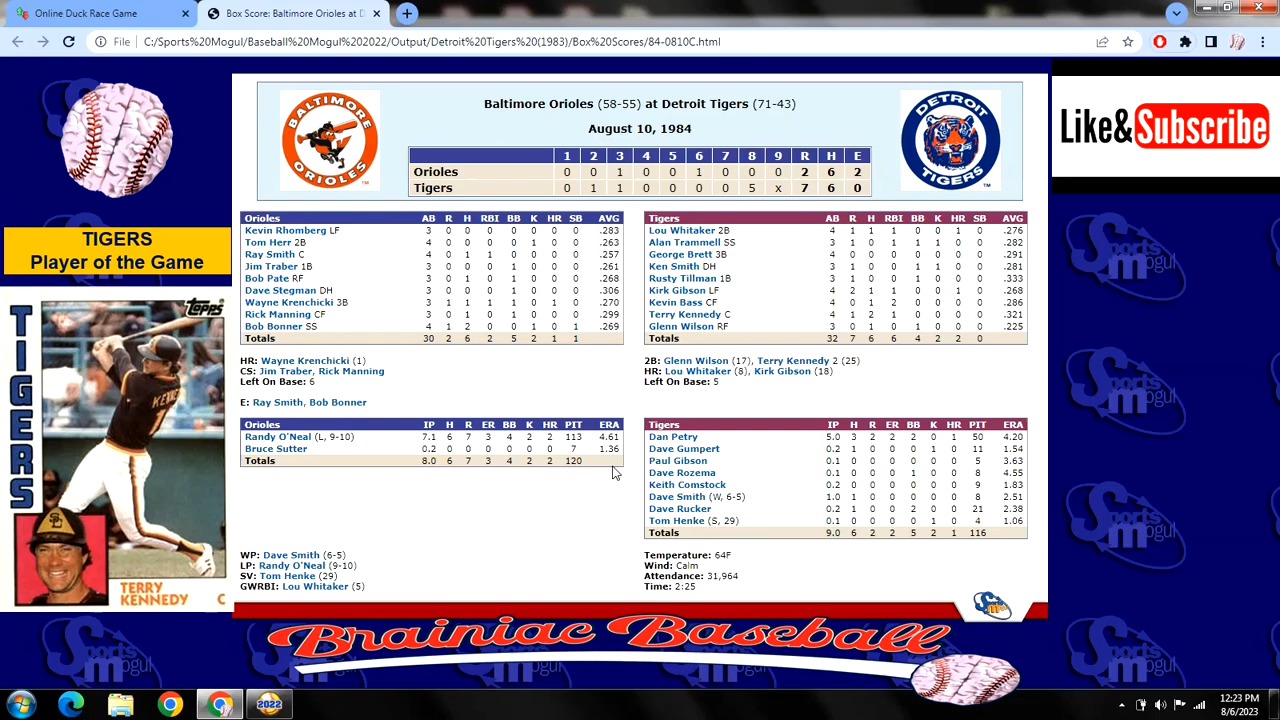 Online Duck Race Game
Box Score: Baltimore Orioles at D
File C:/Sports%20Mogul/Baseball%20Mogul%202022/Output/Detroit%20Tigers(1983)/Box%20Scores/84-0810C.html
TIGERS
Player of the Game
TIGERS
Topps
KENNEDY
1
SD
TERRY
KENNEDY C
BALTIMORE
ORIOLES
Baltimore Orioles (58-55) at Detroit Tigers (71-43)
August 10, 1984
DETROIT
TIGERS
1 2 3 4 5 6 7 8 9 R H E
Orioles 0 0 1 0 0 1 0 0 0 2 6 2
Tigers 0 1 1 0 0 0 0 5 x 7 6 0
Orioles AB R H RBI BB K HR SB AVG
Kevin Rhomberg LF 3 0 0 0 0 0 0 0 .283
Tom Herr 2B 4 0 0 0 0 1 0 0 .263
Ray Smith C 4 0 1 1 0 0 0 0 .257
Jim Traber 1B 3 0 0 0 1 0 0 0 .261
Bob Pate RF 3 0 1 0 1 0 0 0 .268
Dave Stegman DH 3 0 0 0 1 0 0 0 .306
Wayne Krenchicki 3B 3 1 1 1 1 0 1 0 .270
Rick Manning CF 3 0 1 0 1 0 0 0 .299
Bob Bonner SS 4 1 2 0 0 1 0 1 .269
Totals 30 2 6 2 5 2 1 1
HR: Wayne Krenchicki (1)
CS: Jim Traber, Rick Manning
Left On Base: 6
E: Ray Smith, Bob Bonner
Tigers AB R H RBI BB K HR SB AVG
Lou Whitaker 2B 4 1 1 1 0 0 1 0 .276
Alan Trammell SS 3 1 0 1 1 1 0 0 .282
George Brett 3B 4 0 0 0 0 0 0 0 .291
Ken Smith DH 3 1 0 0 1 1 0 0 .281
Rusty Tillman 1B 3 1 0 0 1 0 0 0 .333
Kirk Gibson LF 4 2 1 1 0 0 1 0 .268
Kevin Bass CF 4 0 1 2 0 0 0 0 .286
Terry Kennedy C 4 1 2 1 0 0 0 0 .321
Glenn Wilson RF 3 0 1 0 1 0 0 0 .225
Totals 32 7 6 6 4 2 2 0
2B: Glenn Wilson (17), Terry Kennedy 2 (25)
HR: Lou Whitaker (8), Kirk Gibson (18)
Left On Base: 5
Orioles IP H R ER BB K HR PIT ERA
Randy O'Neal (L, 9-10) 7.1 6 7 3 4 2 2 113 4.61
Bruce Sutter 0.2 0 0 0 0 0 0 7 1.36
Totals 8.0 6 7 3 4 2 2 120
Tigers IP H R ER BB K HR PIT ERA
Dan Petry 5.0 3 2 2 2 0 1 50 4.20
Dave Gumpert 0.2 1 0 0 0 1 0 11 1.54
Paul Gibson 0.1 0 0 0 0 0 0 5 3.63
Dave Rozema 0.2 0 0 0 1 0 0 8 4.55
Keith Comstock 0.2 0 0 0 0 0 0 9 1.83
Dave Smith (W, 6-5) 1.0 1 0 0 0 0 0 8 2.51
Dave Rucker 0.2 1 0 0 2 0 0 21 2.38
Tom Henke (S, 29) 0.1 0 0 0 0 1 0 4 1.06
Totals 9.0 6 2 2 5 2 1 116
WP: Dave Smith (6-5)
LP: Randy O'Neal (9-10)
SV: Tom Henke (29)
GWRBI: Lou Whitaker (5)
Temperature: 64F
Wind: Calm
Attendance: 31,964
Time: 2:25
Brainiac Baseball
Like& Subscribe
Sports Mogul
2022
12:23 PM
8/6/2023